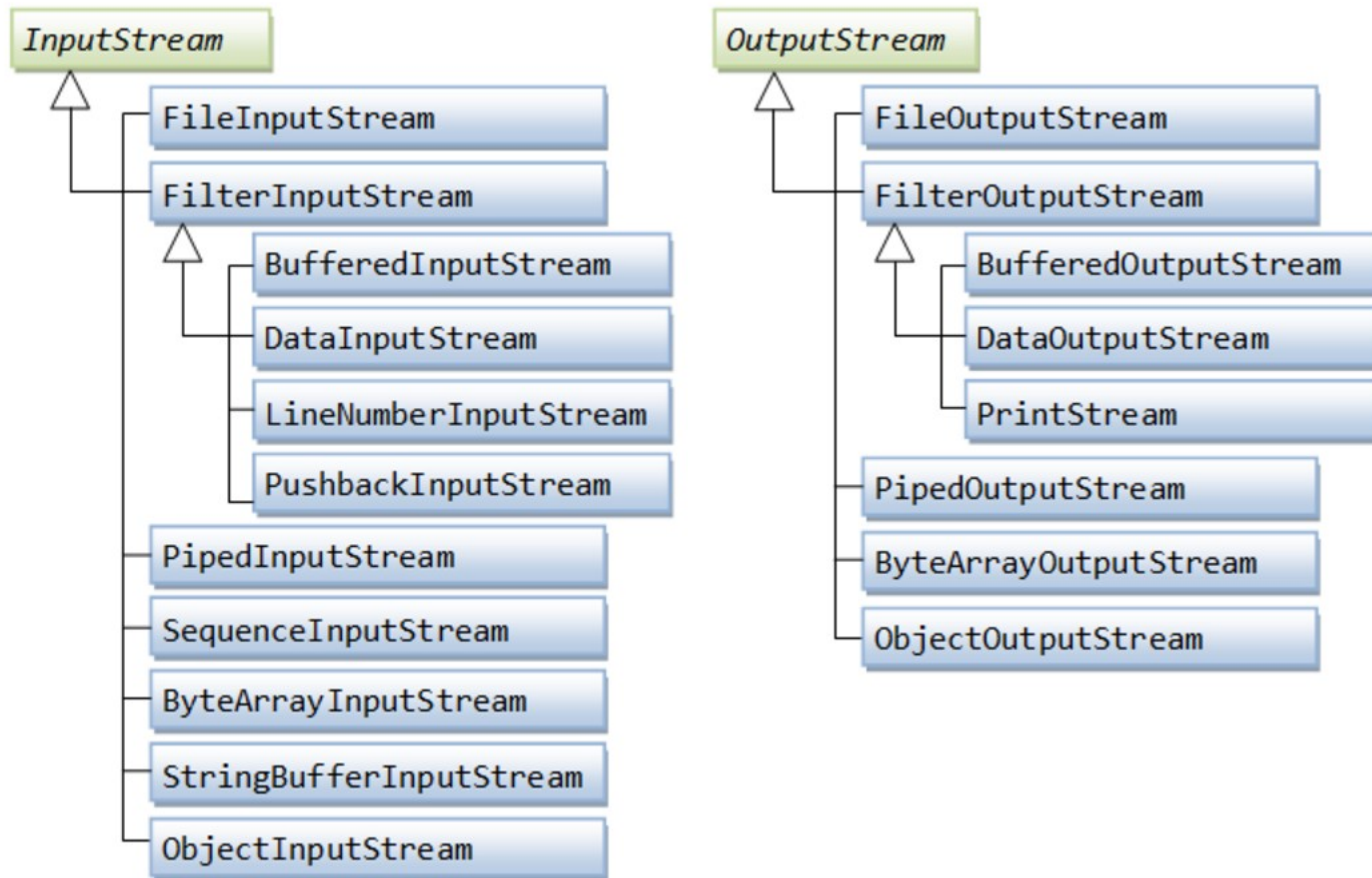 InputStream
FileInputStream
FilterInputStream
BufferedInputStream
DataInputStream
LineNumberInputStream
PushbackInputStream
PipedInputStream
SequenceInputStream
ByteArrayInputStream
StringBufferInputStream
ObjectInputStream
OutputStream
FileOutputStream
FilterOutputStream
BufferedOutputStream
DataOutputStream
PrintStream
PipedOutputStream
ByteArrayOutputStream
ObjectOutputStream